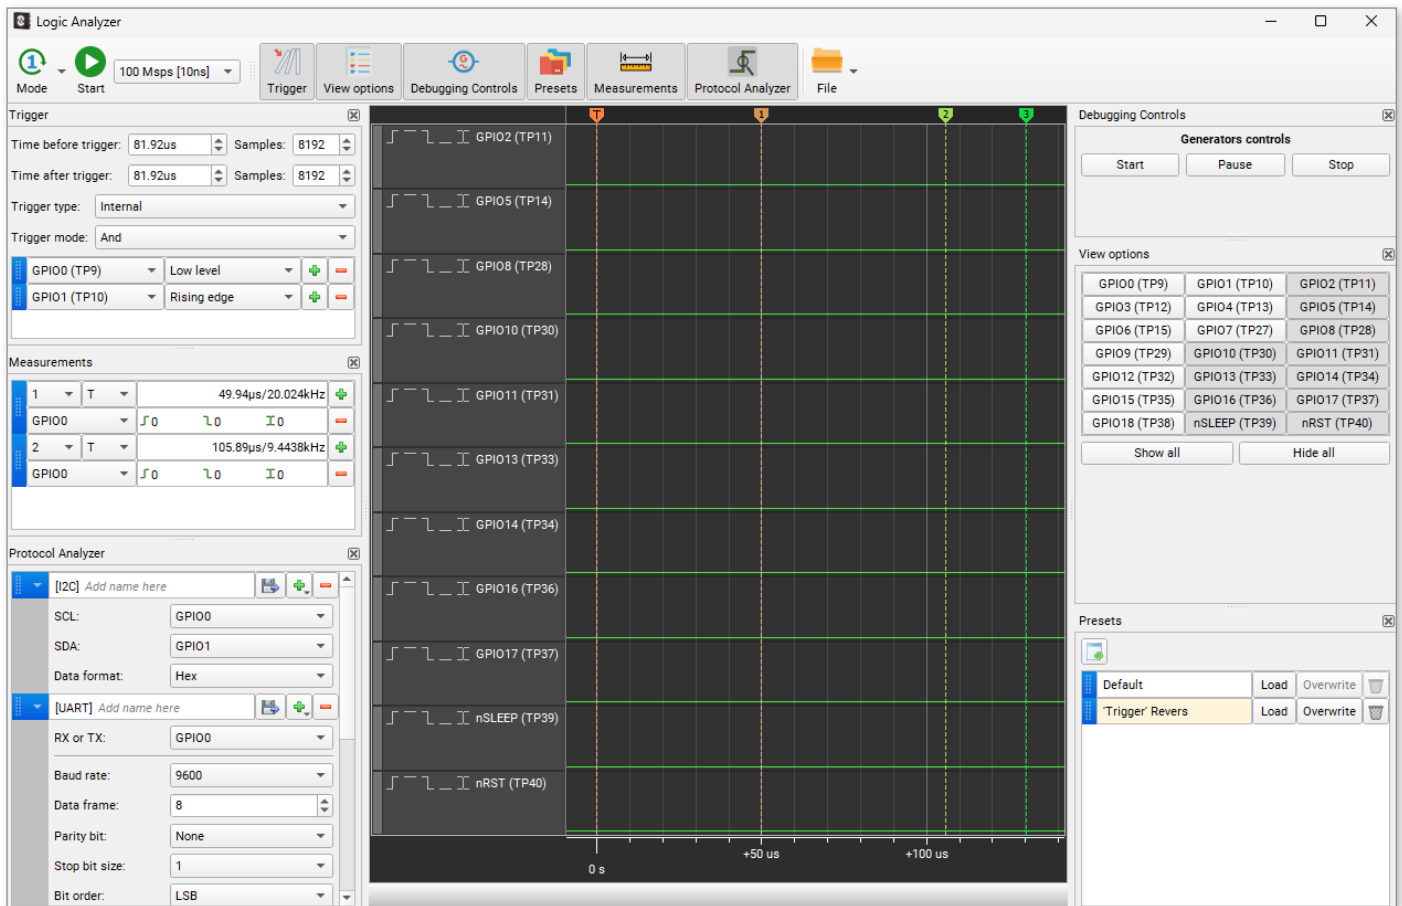 Logic Analyzer
Mode
Start
100 Msps [10ns]
Trigger
View options
Debugging Controls
Presets
Measurements
Protocol Analyzer
File
Trigger
Time before trigger: 81.92us Samples: 8192
Time after trigger: 81.92us Samples: 8192
Trigger type: Internal
Trigger mode: And
GPIO0 (TP9) Low level
GPIO1 (TP10) Rising edge
Measurements
1 T 49.94µs/20.024kHz
GPIO0 0 0 0
2 T 105.89µs/9.4438kHz
GPIO0 0 0 0
Protocol Analyzer
[I2C] Add name here
SCL: GPIO0
SDA: GPIO1
Data format: Hex
[UART] Add name here
RX or TX: GPIO0
Baud rate: 9600
Data frame: 8
Parity bit: None
Stop bit size: 1
Bit order: LSB
T 1 2 3
GPIO2 (TP11)
GPIO5 (TP14)
GPIO8 (TP28)
GPIO10 (TP30)
GPIO11 (TP31)
GPIO13 (TP33)
GPIO14 (TP34)
GPIO16 (TP36)
GPIO17 (TP37)
nSLEEP (TP39)
nRST (TP40)
+50 us +100 us
0 s
Debugging Controls
Generators controls
Start Pause Stop
View options
GPIO0 (TP9) GPIO1 (TP10) GPIO2 (TP11)
GPIO3 (TP12) GPIO4 (TP13) GPIO5 (TP14)
GPIO6 (TP15) GPIO7 (TP27) GPIO8 (TP28)
GPIO9 (TP29) GPIO10 (TP30) GPIO11 (TP31)
GPIO12 (TP32) GPIO13 (TP33) GPIO14 (TP34)
GPIO15 (TP35) GPIO16 (TP36) GPIO17 (TP37)
GPIO18 (TP38) nSLEEP (TP39) nRST (TP40)
Show all Hide all
Presets
Default Load Overwrite
'Trigger' Revers Load Overwrite